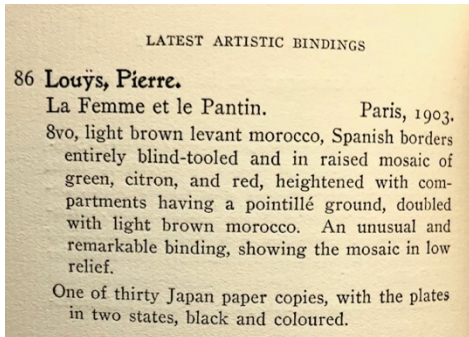 LATEST ARTISTIC BINDINGS
86 Louÿs, Pierre.
La Femme et le Pantin. Paris, 1903.
8vo, light brown levant morocco, Spanish borders
entirely blind-tooled and in raised mosaic of
green, citron, and red, heightened with com-
partments having a pointillé ground, doubled
with light brown morocco. An unusual and
remarkable binding, showing the mosaic in low
relief.
One of thirty Japan paper copies, with the plates
in two states, black and coloured.